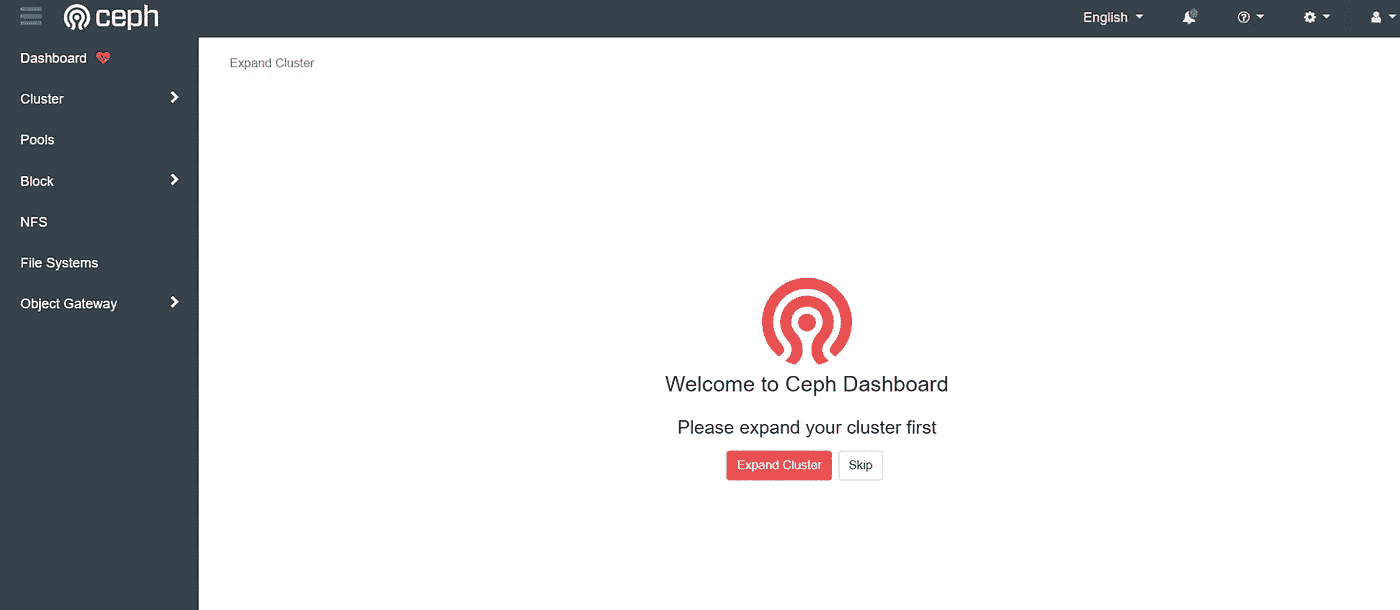 ceph
English
Dashboard
Expand Cluster
Cluster
Pools
Block
NFS
File Systems
Object Gateway
Welcome to Ceph Dashboard
Please expand your cluster first
Expand Cluster Skip